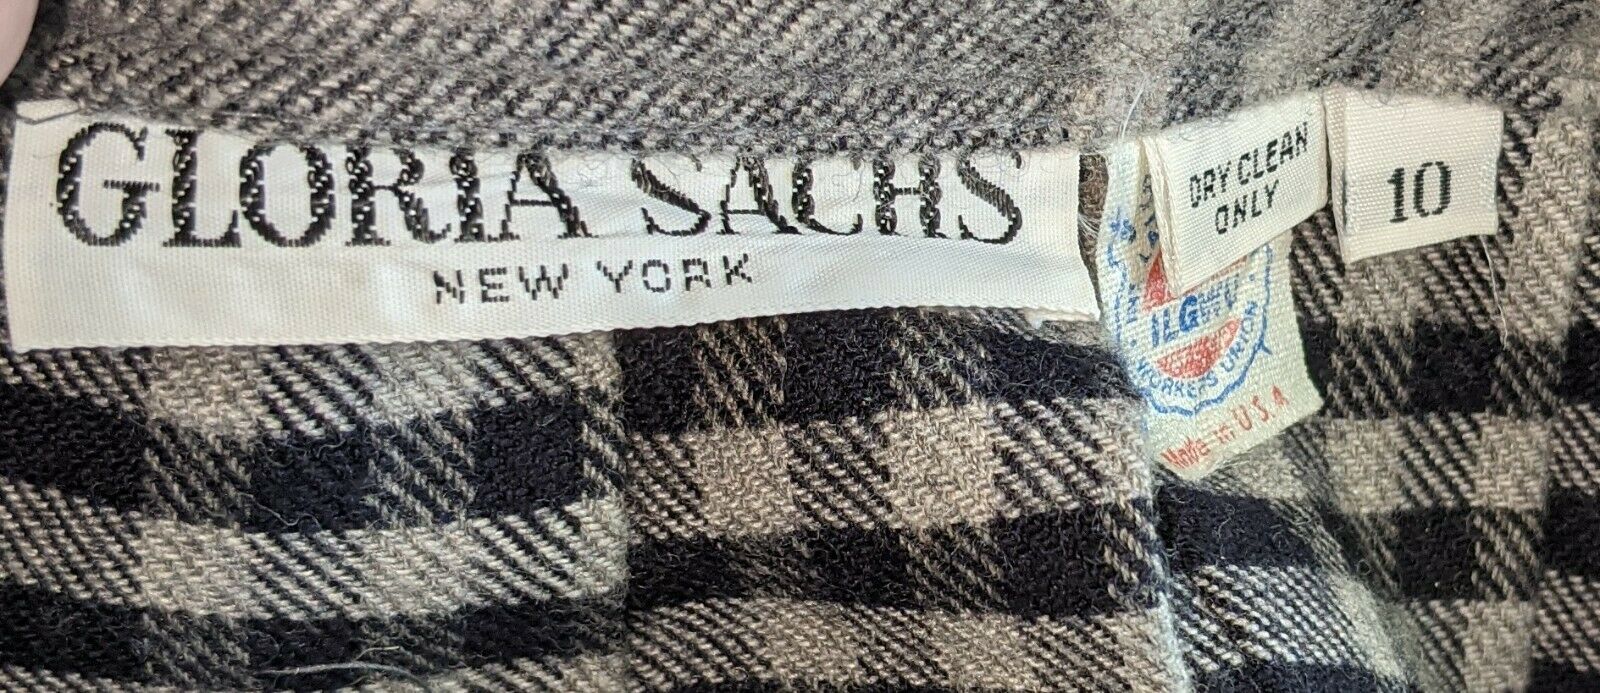 GLORIA SACHS
NEW YORK
DRY CLEAN
ONLY
10
ILGWU
WORKERS UNION
Made in U.S.A